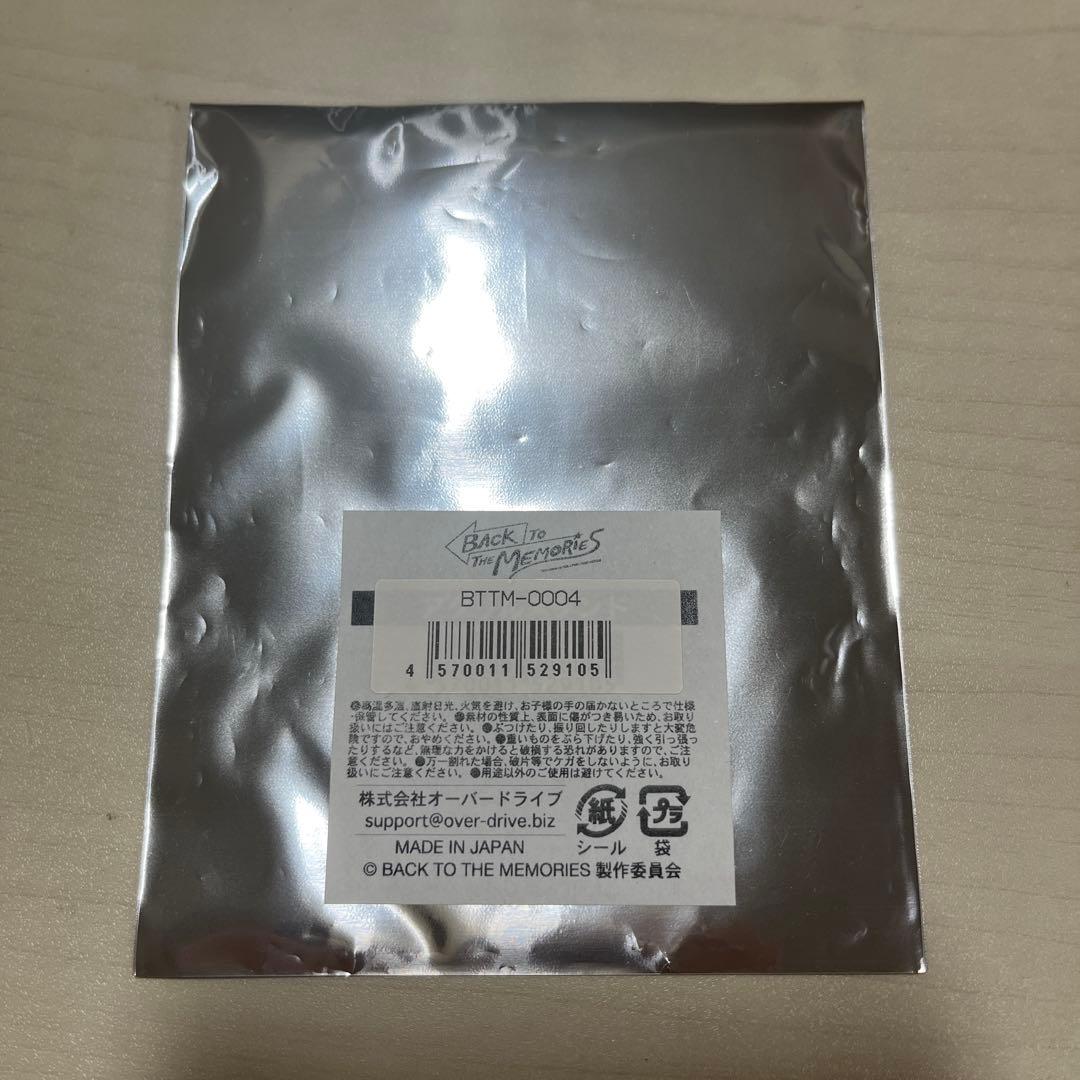 BACK TO
THE MEMORIES
BTTM-0004
4 570011 529105
●高温多湿、直射日光、火気を避け、お子様の手の届かないところで仕様
・保管してください。●素材の性質上、表面に傷がつき易いため、お取り
扱いにはご注意ください。●ぶつけたり、振り回したりしますと大変危
険ですので、おやめください。●重いものをぶら下げたり、強く引っ張っ
たりするなど、無理な力をかけると破損する恐れがありますので、ご注
意ください。●万一割れた場合、破片等でケガをしないように、お取り
扱いにご注意ください。●用途以外のご使用は避けてください。
株式会社オーバードライブ
support@over-drive.biz
紙
シール
プラ
袋
MADE IN JAPAN
© BACK TO THE MEMORIES 製作委員会